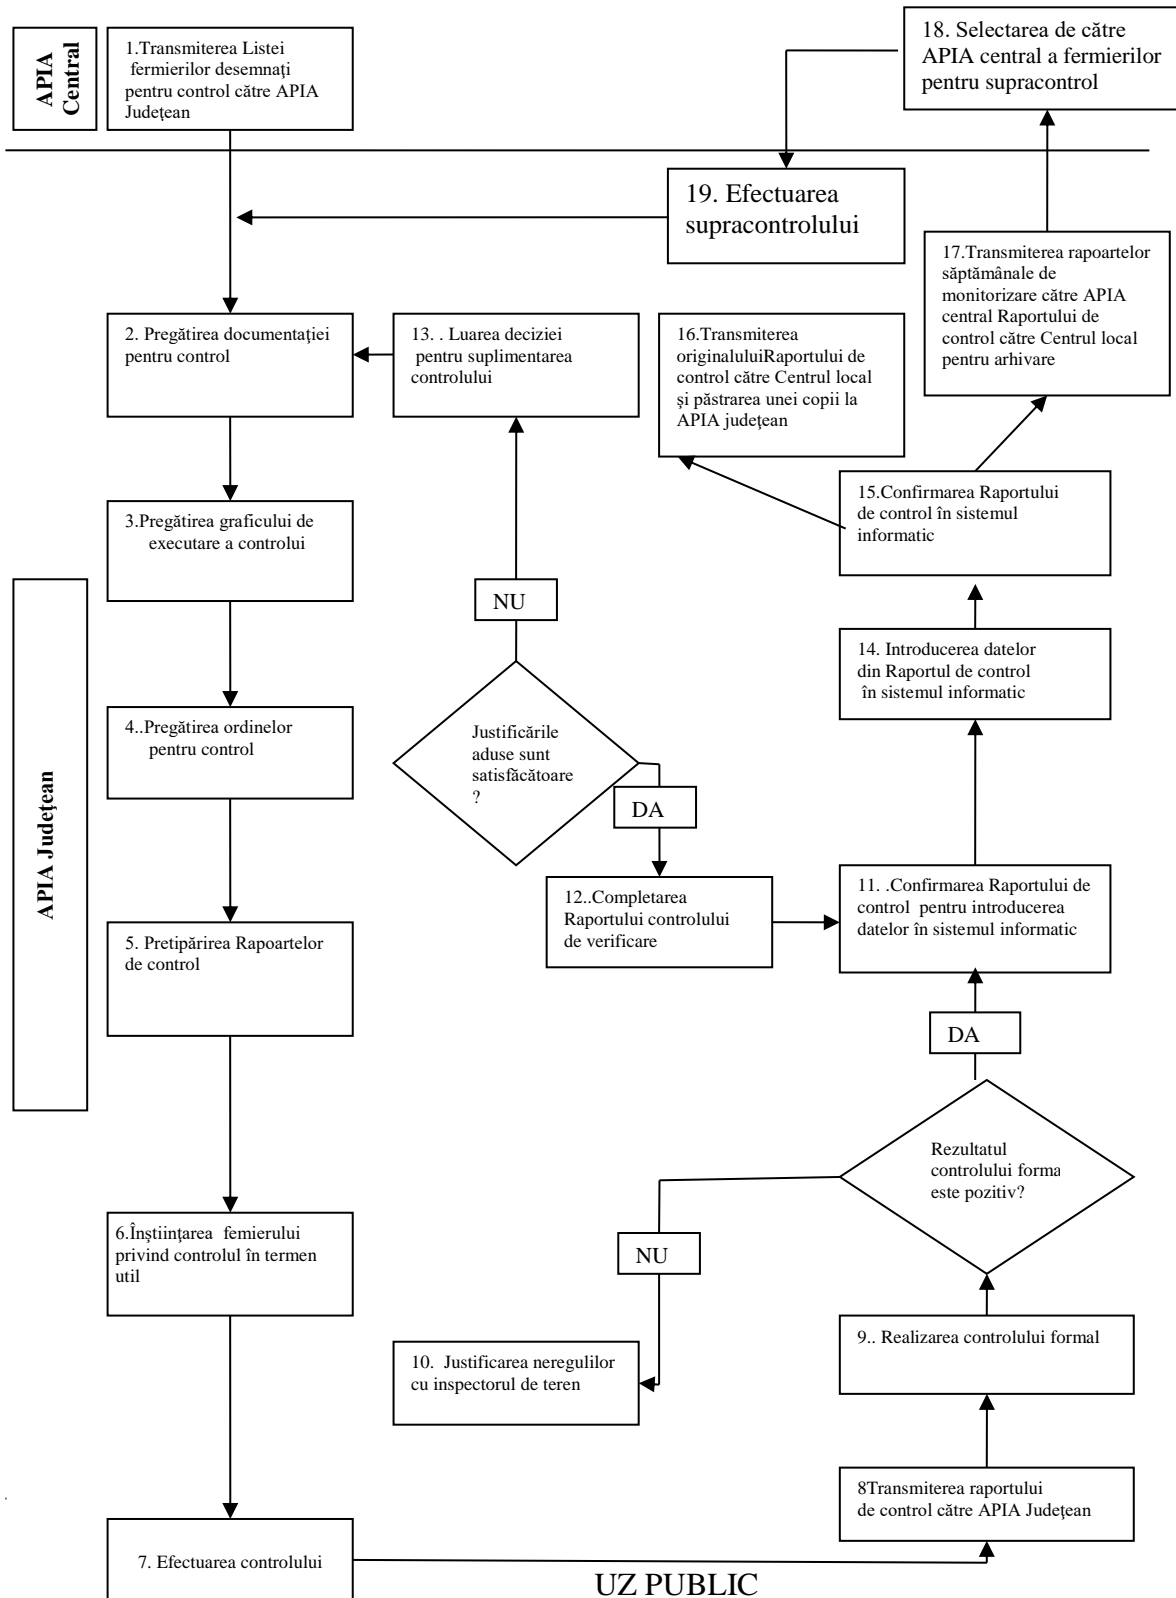 APIA
Central
1.Transmiterea Listei
fermierilor desemnaţi
pentru control către APIA
Judeţean
18. Selectarea de către
APIA central a fermierilor
pentru supracontrol
19. Efectuarea
supracontrolului
17.Transmiterea rapoartelor
săptămânale de
monitorizare către APIA
central Raportului de
control către Centrul local
pentru arhivare
2. Pregătirea documentaţiei
pentru control
13. . Luarea deciziei
pentru suplimentarea
controlului
16.Transmiterea
originaluluiRaportului de
control către Centrul local
şi păstrarea unei copii la
APIA judeţean
15.Confirmarea Raportului
de control în sistemul
informatic
3.Pregătirea graficului de
executare a controlui
NU
14. Introducerea datelor
din Raportul de control
în sistemul informatic
4..Pregătirea ordinelor
pentru control
Justificările
aduse sunt
satisfăcătoare
?
DA
APIA Judeţean
12..Completarea
Raportului controlului
de verificare
11. .Confirmarea Raportului de
control pentru introducerea
datelor în sistemul informatic
5. Pretipărirea Rapoartelor
de control
DA
Rezultatul
controlului forma
este pozitiv?
6.Înştiinţarea femierului
privind controlul în termen
util
NU
9.. Realizarea controlului formal
10. Justificarea neregulilor
cu inspectorul de teren
8Transmiterea raportului
de control către APIA Judeţean
7. Efectuarea controlului
UZ PUBLIC